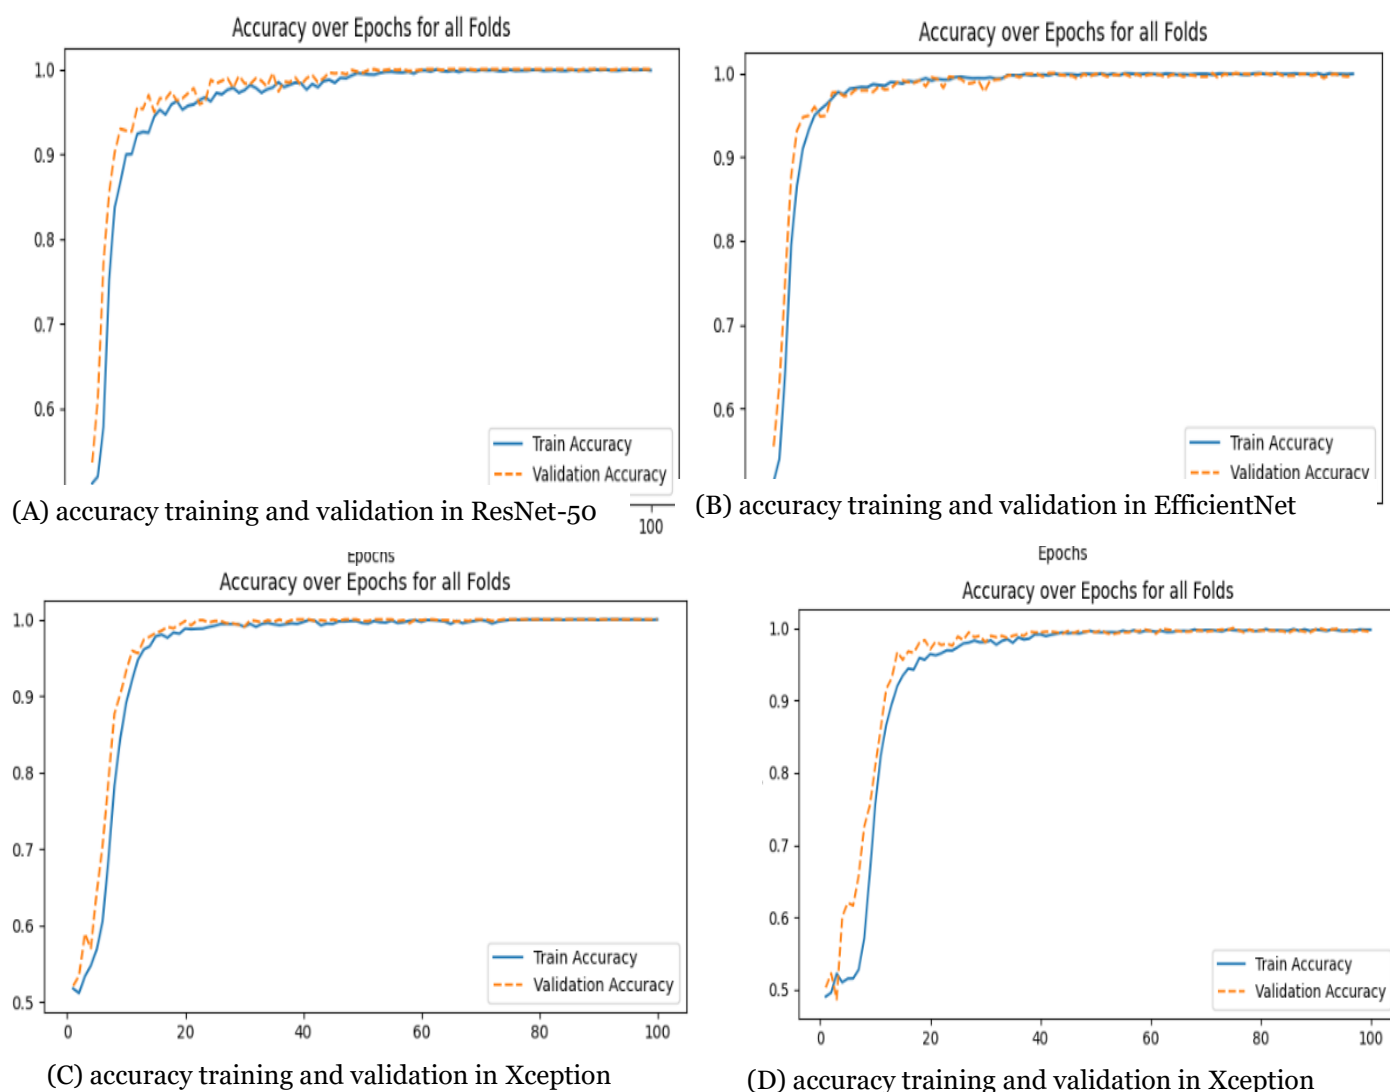 Accuracy over Epochs for all Folds
1.0
0.9
0.8
0.7
0.6
Train Accuracy
Validation Accuracy
(A) accuracy training and validation in ResNet-50
100
Epochs
Accuracy over Epochs for all Folds
1.0
0.9
0.8
0.7
0.6
Train Accuracy
Validation Accuracy
(B) accuracy training and validation in EfficientNet
Epochs
Accuracy over Epochs for all Folds
1.0
0.9
0.8
0.7
0.6
0.5
Train Accuracy
Validation Accuracy
0 20 40 60 80 100
(C) accuracy training and validation in Xception
Accuracy over Epochs for all Folds
1.0
0.9
0.8
0.7
0.6
0.5
Train Accuracy
Validation Accuracy
0 20 40 60 80 100
(D) accuracy training and validation in Xception